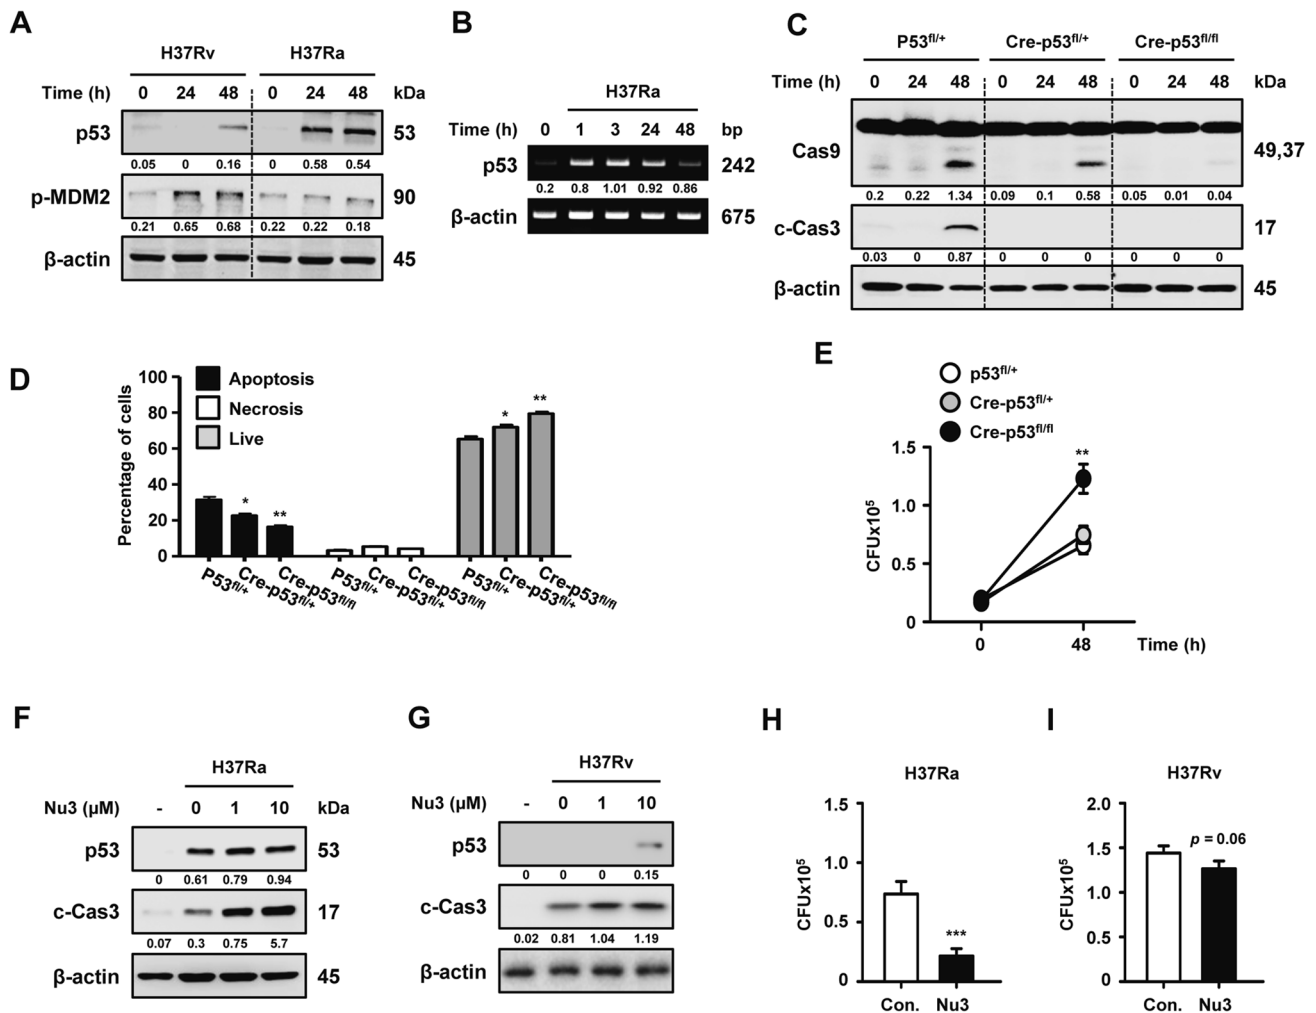 A
H37Rv H37Ra
Time (h) 0 24 48 0 24 48 kDa
p53 53
0.05 0 0.16 0 0.58 0.54
p-MDM2 90
0.21 0.65 0.68 0.22 0.22 0.18
β-actin 45
B
H37Ra
Time (h) 0 1 3 24 48 bp
p53 242
0.2 0.8 1.01 0.92 0.86
β-actin 675
C
P53fl/+ Cre-p53fl/+ Cre-p53fl/fl
Time (h) 0 24 48 0 24 48 0 24 48 kDa
Cas9 49,37
0.2 0.22 1.34 0.09 0.1 0.58 0.05 0.01 0.04
c-Cas3 17
0.03 0 0.87 0 0 0 0 0 0
β-actin 45
D
Percentage of cells
100
80
60
40
20
0
Apoptosis
Necrosis
Live
* ** * **
P53fl/+ Cre-p53fl/+ Cre-p53fl/fl P53fl/+ Cre-p53fl/+ Cre-p53fl/fl P53fl/+ Cre-p53fl/+ Cre-p53fl/fl
E
p53fl/+
Cre-p53fl/+
Cre-p53fl/fl
CFUx10⁵
1.5
1.0
0.5
0
**
0 48 Time (h)
F
H37Ra
Nu3 (µM) - 0 1 10 kDa
p53 53
0 0.61 0.79 0.94
c-Cas3 17
0.07 0.3 0.75 5.7
β-actin 45
G
H37Rv
Nu3 (µM) - 0 1 10
p53
0 0 0 0.15
c-Cas3
0.02 0.81 1.04 1.19
β-actin
H
H37Ra
CFUx10⁵
1.5
1.0
0.5
0
***
Con. Nu3
I
H37Rv
CFUx10⁵
2.0
1.5
1.0
0.5
0
p = 0.06
Con. Nu3